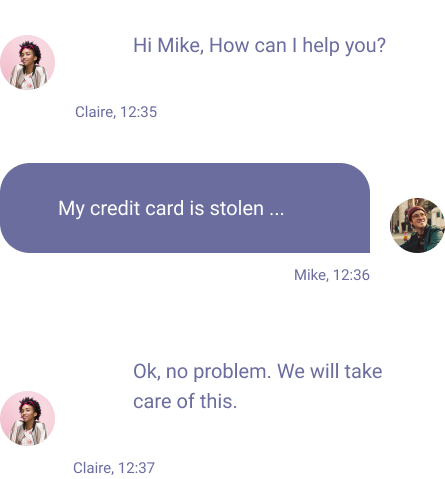 Hi Mike, How can I help you?
Claire, 12:35
My credit card is stolen ...
Mike, 12:36
Ok, no problem. We will take
care of this.
Claire, 12:37